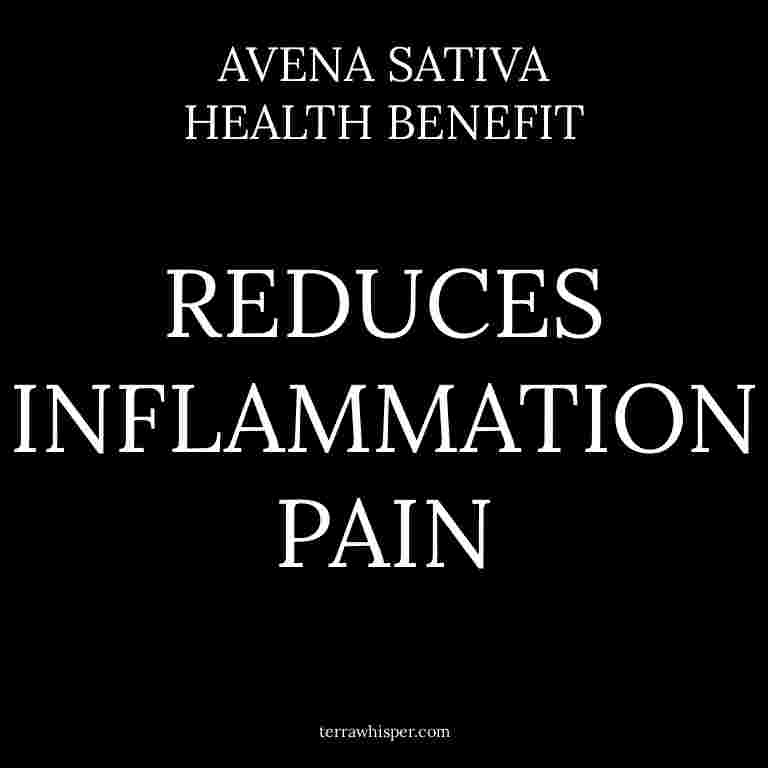 AVENA SATIVA
HEALTH BENEFIT
REDUCES
INFLAMMATION
PAIN
terrawhisper.com